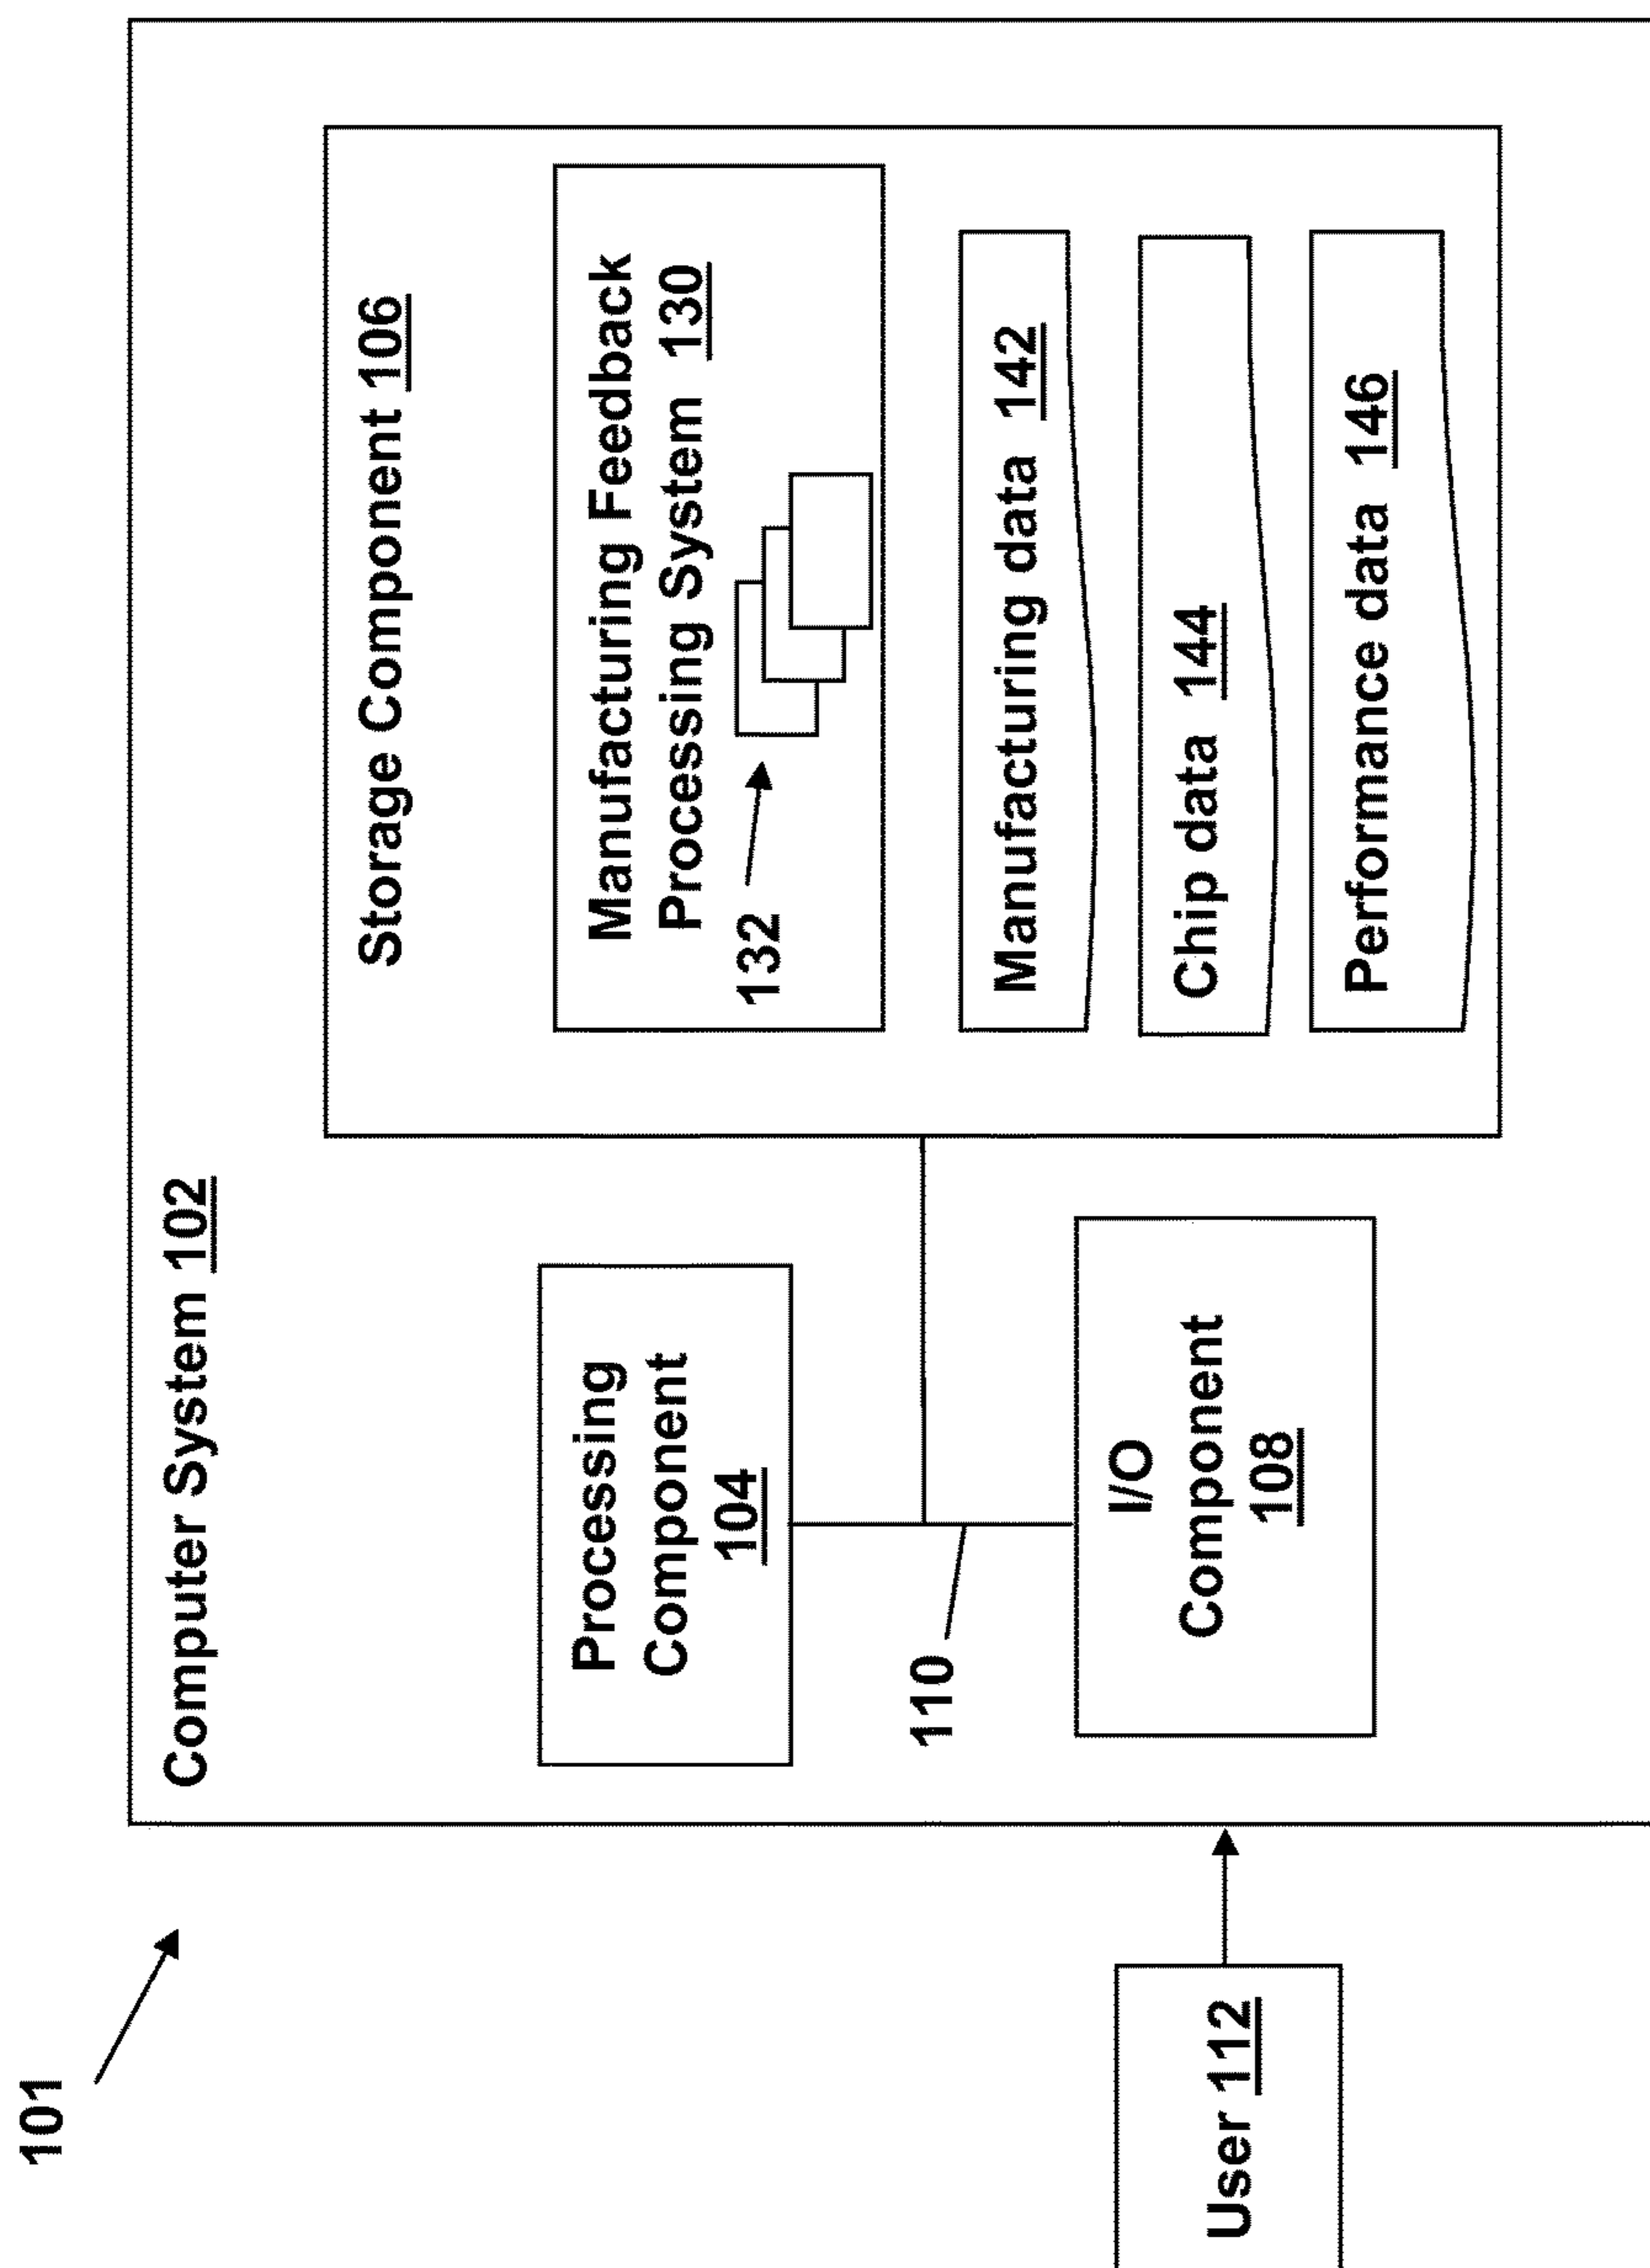 101
Computer System 102
Storage Component 106
Processing
Component
104
Manufacturing Feedback
Processing System 130
132
110
Manufacturing data 142
I/O
Component
108
Chip data 144
User 112
Performance data 146